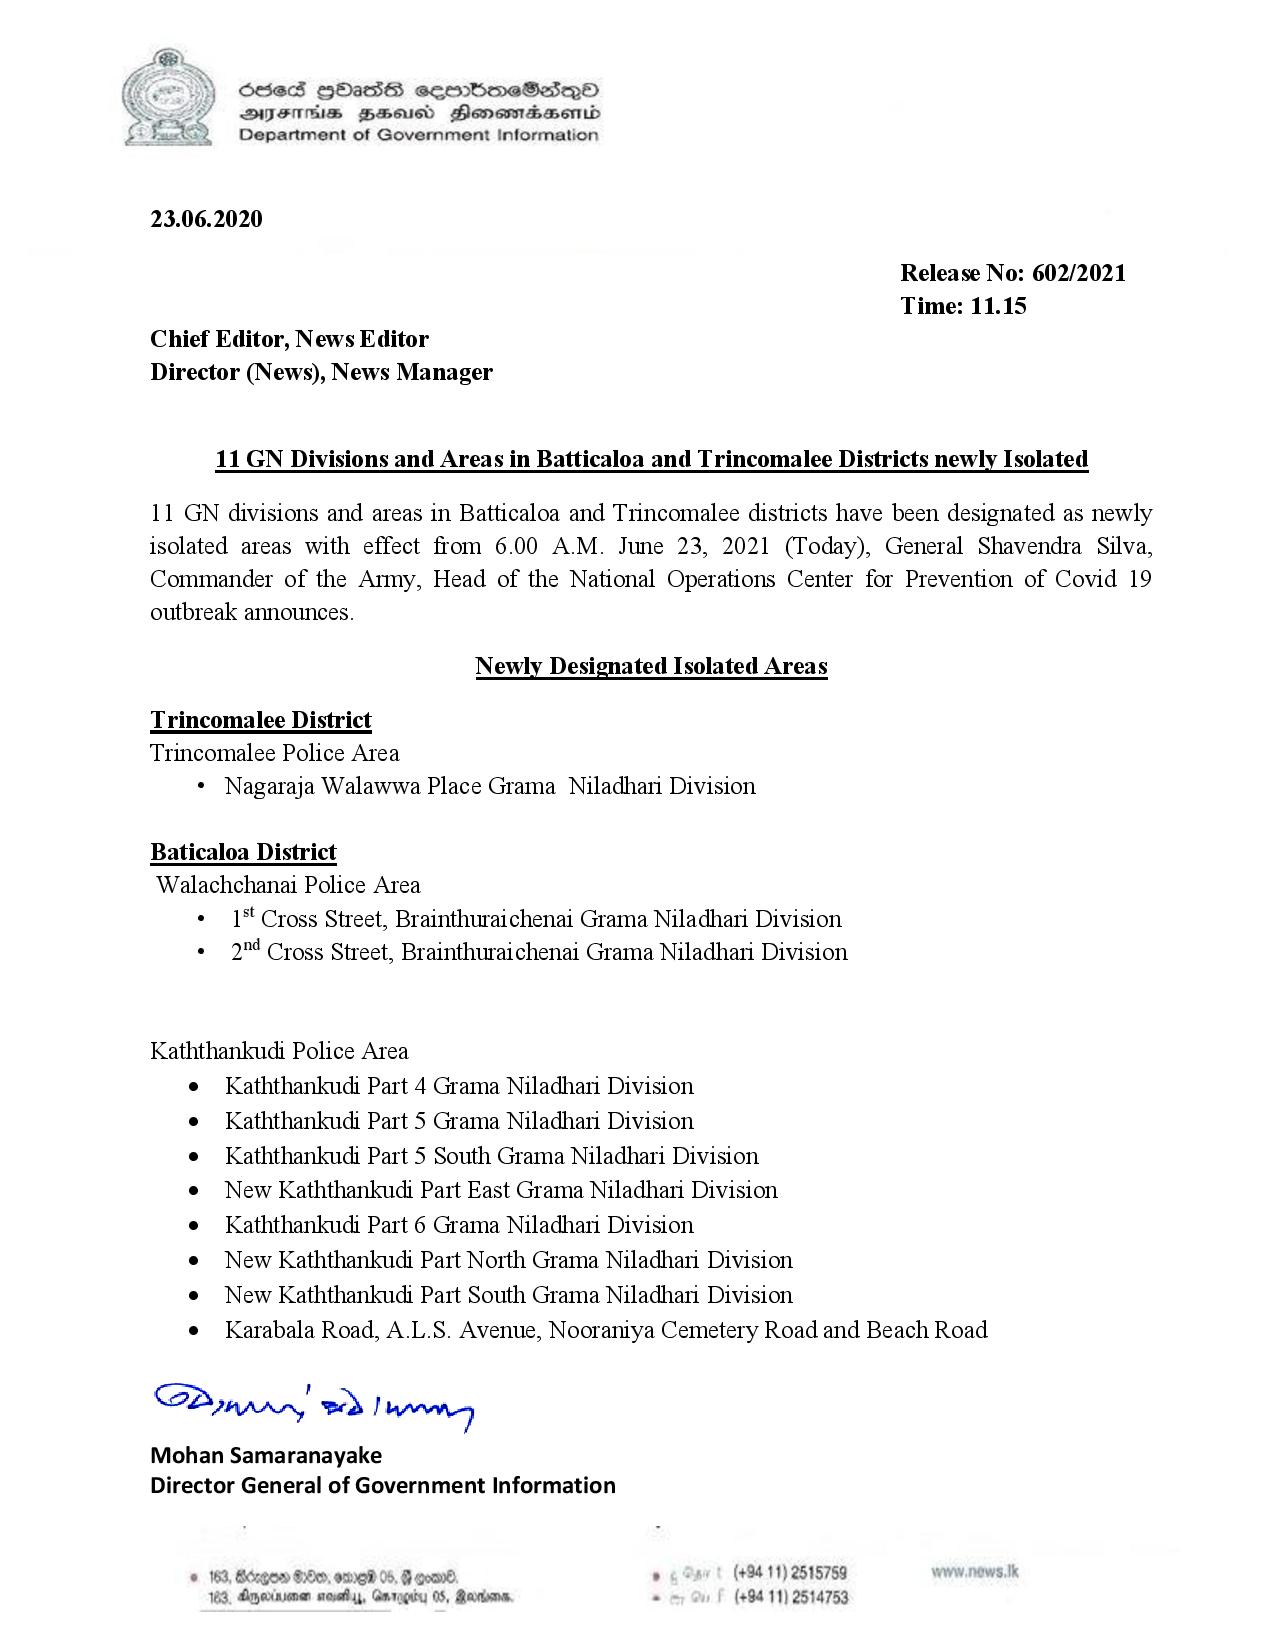 රජයේ ප්‍රවෘත්ති දෙපාර්තමේන්තුව
அரசாங்க தகவல் திணைக்களம்
Department of Government Information
23.06.2020
Release No: 602/2021
Time: 11.15
Chief Editor, News Editor
Director (News), News Manager
11 GN Divisions and Areas in Batticaloa and Trincomalee Districts newly Isolated
11 GN divisions and areas in Batticaloa and Trincomalee districts have been designated as newly
isolated areas with effect from 6.00 A.M. June 23, 2021 (Today), General Shavendra Silva,
Commander of the Army, Head of the National Operations Center for Prevention of Covid 19
outbreak announces.
Newly Designated Isolated Areas
Trincomalee District
Trincomalee Police Area
• Nagaraja Walawwa Place Grama Niladhari Division
Baticaloa District
Walachchanai Police Area
• 1st Cross Street, Brainthuraichenai Grama Niladhari Division
• 2nd Cross Street, Brainthuraichenai Grama Niladhari Division
Kaththankudi Police Area
• Kaththankudi Part 4 Grama Niladhari Division
• Kaththankudi Part 5 Grama Niladhari Division
• Kaththankudi Part 5 South Grama Niladhari Division
• New Kaththankudi Part East Grama Niladhari Division
• Kaththankudi Part 6 Grama Niladhari Division
• New Kaththankudi Part North Grama Niladhari Division
• New Kaththankudi Part South Grama Niladhari Division
• Karabala Road, A.L.S. Avenue, Nooraniya Cemetery Road and Beach Road
Mohan Samaranayake
Director General of Government Information
• 163, කිරුලපන මාවත, කොළඹ 05, ශ්‍රී ලංකාව.
163, கிருலப்பனை எவெனியூ, கொழும்பு 05, இலங்கை.
• (+94 11) 2515759
• (+94 11) 2514753
www.news.lk